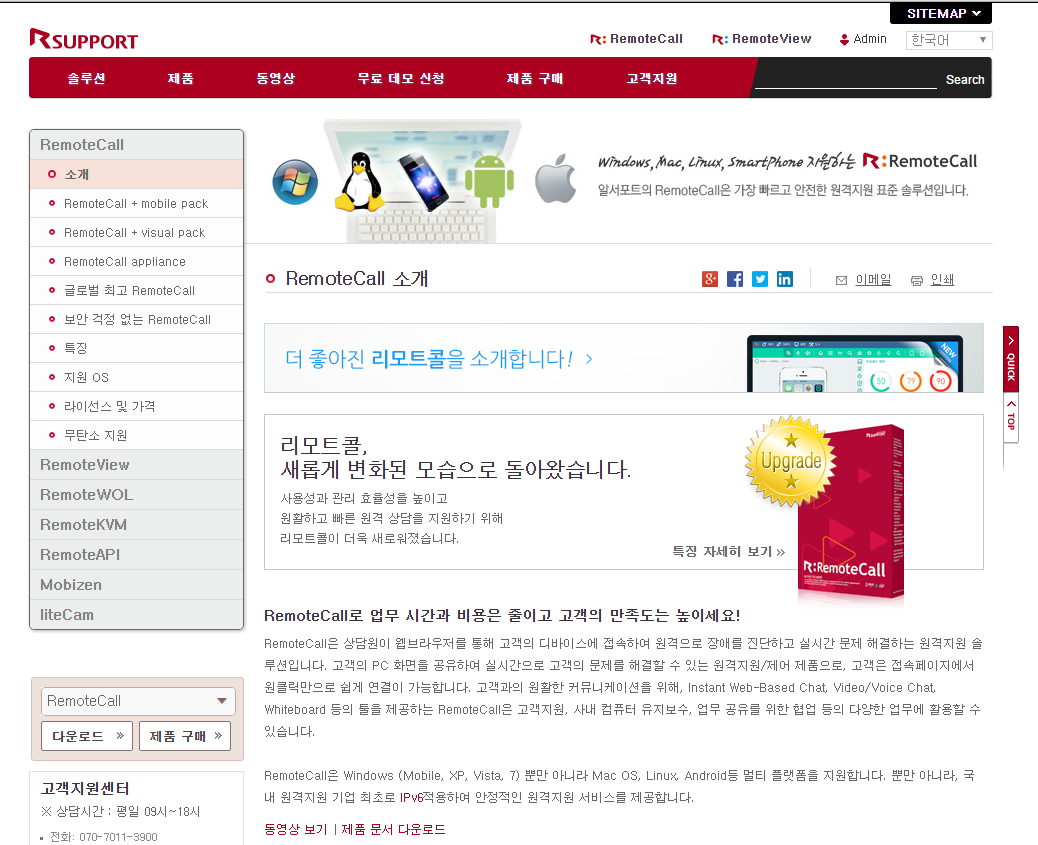 SITEMAP
RSUPPORT
R: RemoteCall
R: RemoteView
Admin
한국어
솔루션
제품
동영상
무료 데모 신청
제품 구매
고객지원
Search
RemoteCall
소개
RemoteCall + mobile pack
RemoteCall + visual pack
RemoteCall appliance
글로벌 최고 RemoteCall
보안 걱정 없는 RemoteCall
특징
지원 OS
라이선스 및 가격
무탄소 지원
RemoteView
RemoteWOL
RemoteKVM
RemoteAPI
Mobizen
liteCam
RemoteCall
다운로드 »
제품 구매 »
고객지원센터
※ 상담시간 : 평일 09시~18시
• 전화: 070-7011-3900
Windows, Mac, Linux, SmartPhone 지원하는 R:RemoteCall
알서포트의 RemoteCall은 가장 빠르고 안전한 원격지원 표준 솔루션입니다.
RemoteCall 소개
이메일
인쇄
더 좋아진 리모트콜을 소개합니다! >
NEW
50
79
90
QUICK
TOP
리모트콜,
새롭게 변화된 모습으로 돌아왔습니다.
사용성과 관리 효율성을 높이고
원활하고 빠른 원격 상담을 지원하기 위해
리모트콜이 더욱 새로워졌습니다.
특징 자세히 보기 »
Upgrade
Rsupport
R:RemoteCall
RemoteCall로 업무 시간과 비용은 줄이고 고객의 만족도는 높이세요!
RemoteCall은 상담원이 웹브라우저를 통해 고객의 디바이스에 접속하여 원격으로 장애를 진단하고 실시간 문제 해결하는 원격지원 솔
루션입니다. 고객의 PC 화면을 공유하여 실시간으로 고객의 문제를 해결할 수 있는 원격지원/제어 제품으로, 고객은 접속페이지에서
원클릭만으로 쉽게 연결이 가능합니다. 고객과의 원활한 커뮤니케이션을 위해, Instant Web-Based Chat, Video/Voice Chat,
Whiteboard 등의 툴을 제공하는 RemoteCall은 고객지원, 사내 컴퓨터 유지보수, 업무 공유를 위한 협업 등의 다양한 업무에 활용할 수
있습니다.
RemoteCall은 Windows (Mobile, XP, Vista, 7) 뿐만 아니라 Mac OS, Linux, Android등 멀티 플랫폼을 지원합니다. 뿐만 아니라, 국
내 원격지원 기업 최초로 IPv6적용하여 안정적인 원격지원 서비스를 제공합니다.
동영상 보기 | 제품 문서 다운로드